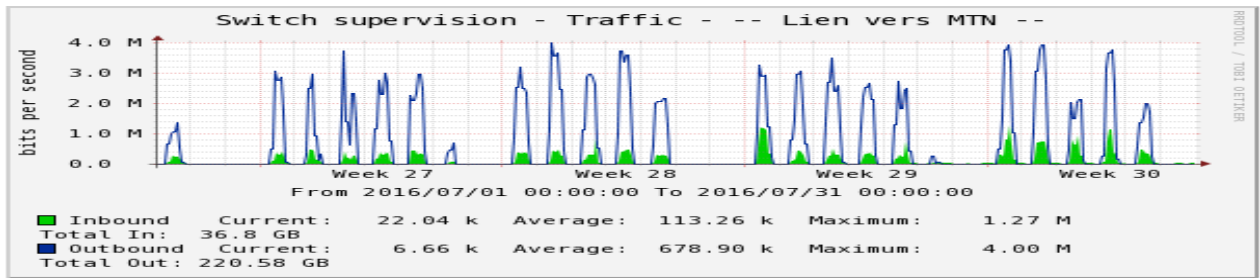 Switch supervision - Traffic - -- Lien vers MTN --
RRDTOOL / TOBI OETIKER
bits per second
4.0 M
3.0 M
2.0 M
1.0 M
0.0
Week 27 Week 28 Week 29 Week 30
From 2016/07/01 00:00:00 To 2016/07/31 00:00:00
Inbound Current: 22.04 k Average: 113.26 k Maximum: 1.27 M
Total In: 36.8 GB
Outbound Current: 6.66 k Average: 678.90 k Maximum: 4.00 M
Total Out: 220.58 GB